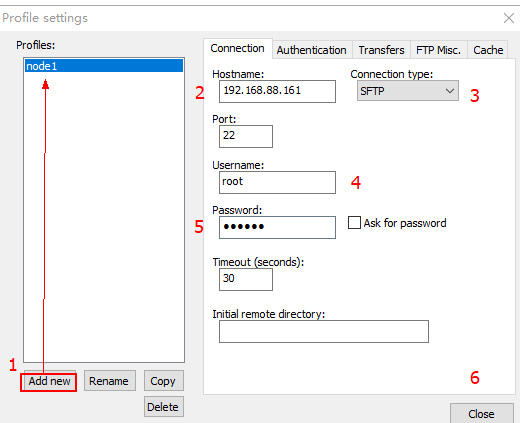 Profile settings
Profiles:
node1
Connection
Authentication
Transfers
FTP Misc.
Cache
Hostname:
Connection type:
2
192.168.88.161
SFTP
3
Port:
22
Username:
root
4
Password:
5
●●●●●●
Ask for password
Timeout (seconds):
30
Initial remote directory:
1
Add new
Rename
Copy
Delete
6
Close